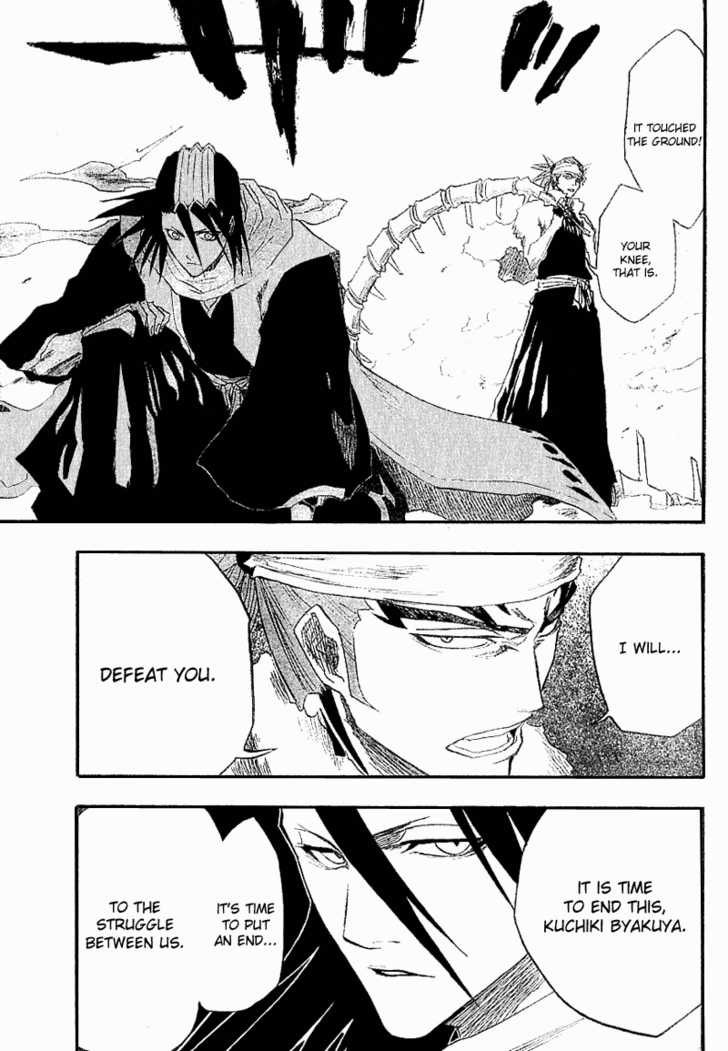 IT TOUCHED
THE GROUND!
YOUR
KNEE,
THAT IS.
I WILL...
DEFEAT YOU.
IT IS TIME
TO END THIS,
KUCHIKI BYAKUYA.
IT'S TIME
TO PUT
AN END...
TO THE
STRUGGLE
BETWEEN US.